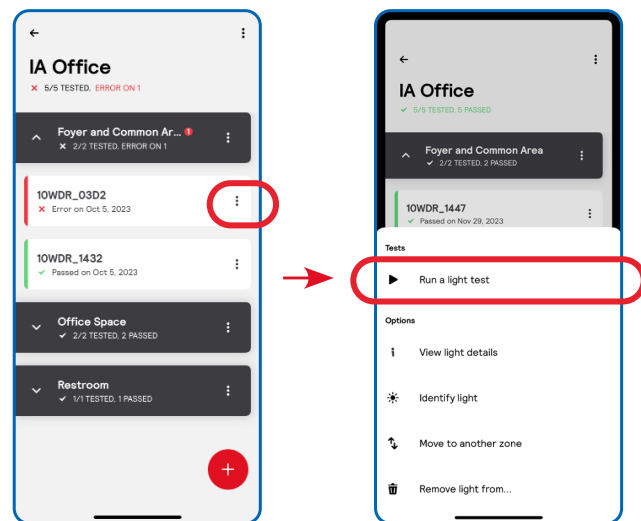 IA Office
5/5 TESTED, ERROR ON 1
Foyer and Common Ar... 1
2/2 TESTED, ERROR ON 1
10WDR_03D2
Error on Oct 5, 2023
10WDR_1432
Passed on Oct 5, 2023
Office Space
2/2 TESTED, 2 PASSED
Restroom
1/1 TESTED, 1 PASSED
IA Office
5/5 TESTED, 5 PASSED
Foyer and Common Area
2/2 TESTED, 2 PASSED
10WDR_1447
Passed on Nov 29, 2023
Tests
Run a light test
Options
View light details
Identify light
Move to another zone
Remove light from...